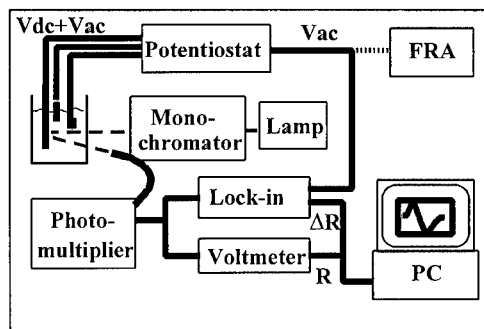 Vdc+Vac
Potentiostat
Vac
FRA
Mono-
chromator
Lamp
Photo-
multiplier
Lock-in
ΔR
Voltmeter
R
PC